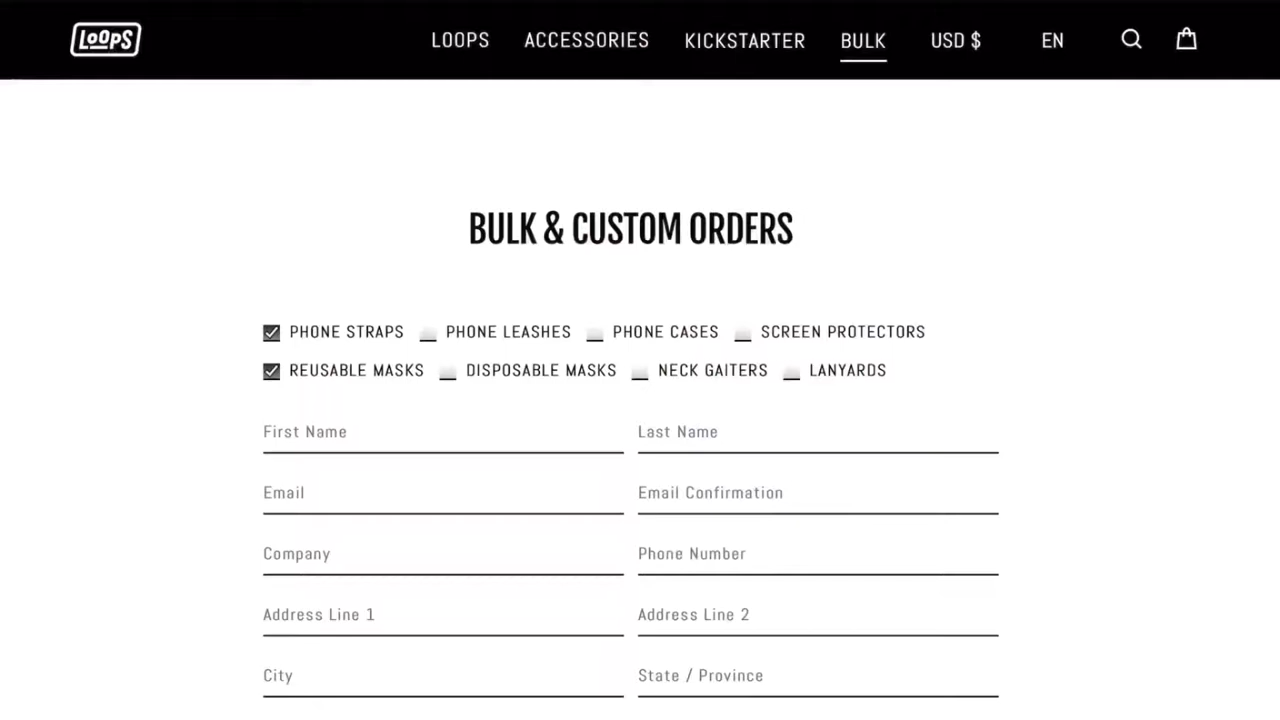 LOOPS LOOPS ACCESSORIES KICKSTARTER BULK USD $ EN
BULK & CUSTOM ORDERS
PHONE STRAPS PHONE LEASHES PHONE CASES SCREEN PROTECTORS
REUSABLE MASKS DISPOSABLE MASKS NECK GAITERS LANYARDS
First Name Last Name
Email Email Confirmation
Company Phone Number
Address Line 1 Address Line 2
City State / Province